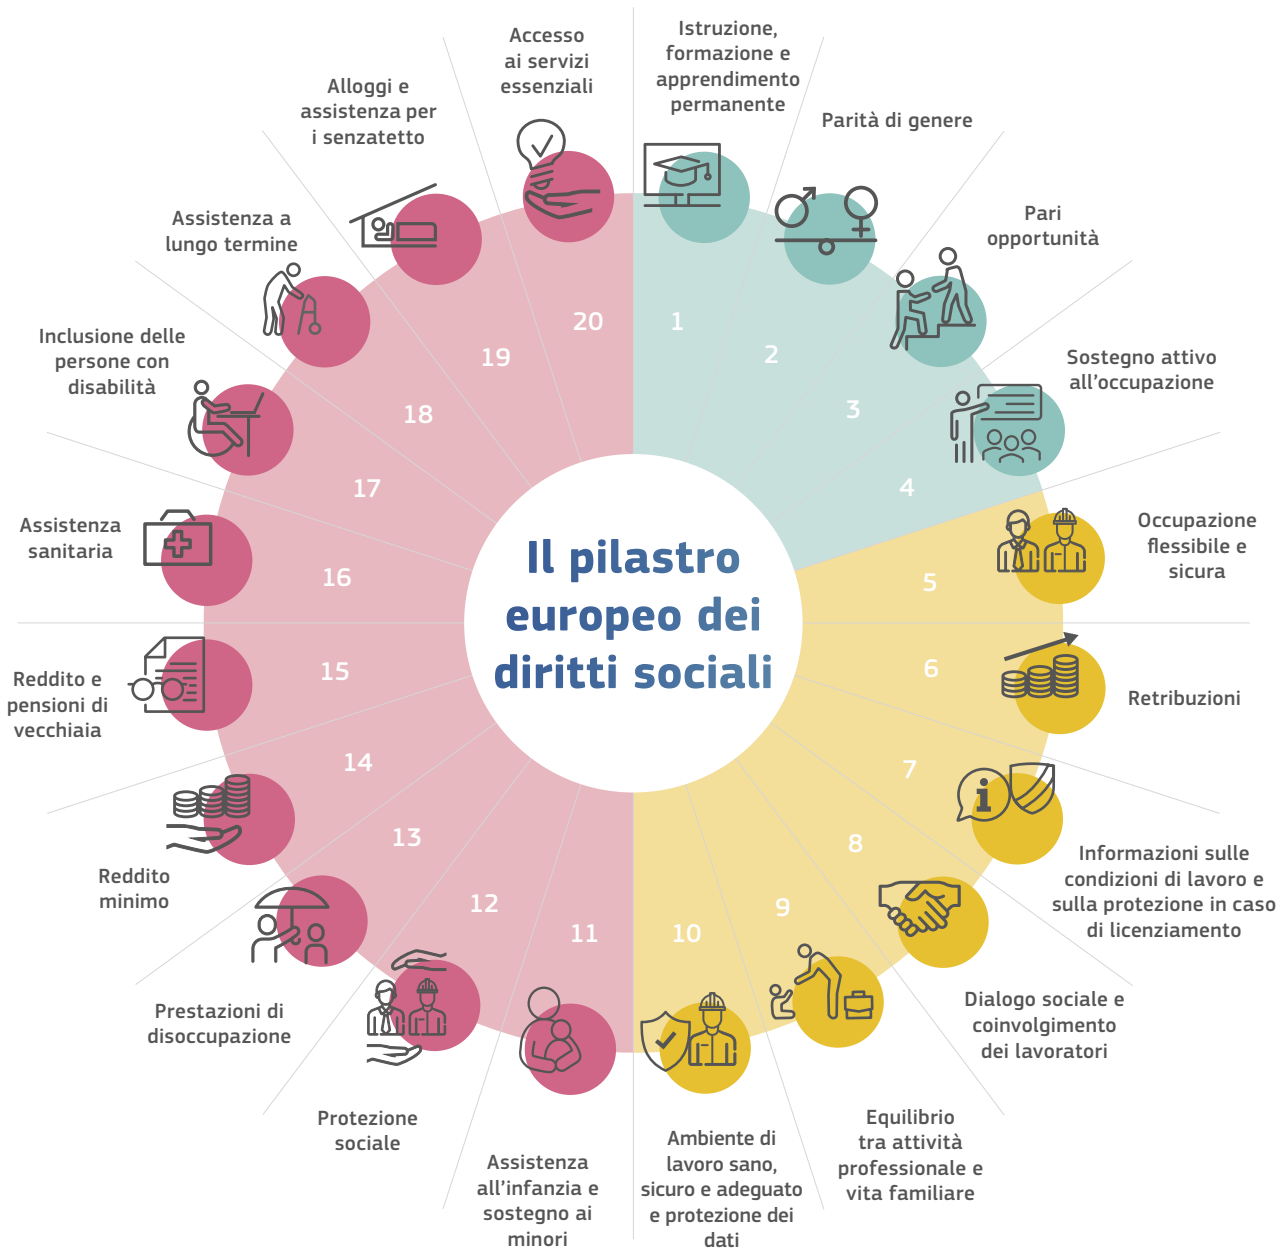 Il pilastro
europeo dei
diritti sociali
1
Istruzione,
formazione e
apprendimento
permanente
2
Parità di genere
3
Pari
opportunità
4
Sostegno attivo
all'occupazione
5
Occupazione
flessibile e
sicura
6
Retribuzioni
7
Informazioni sulle
condizioni di lavoro e
sulla protezione in caso
di licenziamento
8
Dialogo sociale e
coinvolgimento
dei lavoratori
9
Equilibrio
tra attività
professionale e
vita familiare
10
Ambiente di
lavoro sano,
sicuro e adeguato
e protezione dei
dati
11
Assistenza
all'infanzia e
sostegno ai
minori
12
Protezione
sociale
13
Prestazioni di
disoccupazione
14
Reddito
minimo
15
Reddito e
pensioni di
vecchiaia
16
Assistenza
sanitaria
17
Inclusione delle
persone con
disabilità
18
Assistenza a
lungo termine
19
Alloggi e
assistenza per
i senzatetto
20
Accesso
ai servizi
essenziali
i